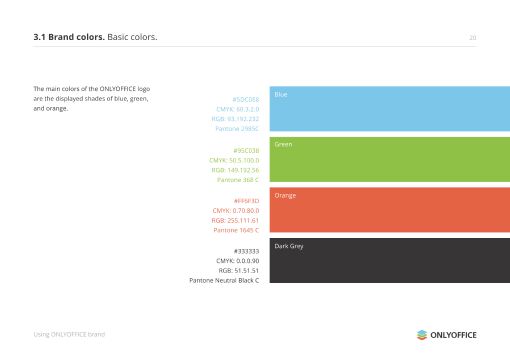 3.1 Brand colors. Basic colors.
20
The main colors of the ONLYOFFICE logo
are the displayed shades of blue, green,
and orange.
#5DC0E8
CMYK: 60.3.2.0
RGB: 93.192.232
Pantone 2985C
Blue
#95C038
CMYK: 50.5.100.0
RGB: 149.192.56
Pantone 368 C
Green
#FF6F3D
CMYK: 0.70.80.0
RGB: 255.111.61
Pantone 1645 C
Orange
#333333
CMYK: 0.0.0.90
RGB: 51.51.51
Pantone Neutral Black C
Dark Grey
Using ONLYOFFICE brand
ONLYOFFICE